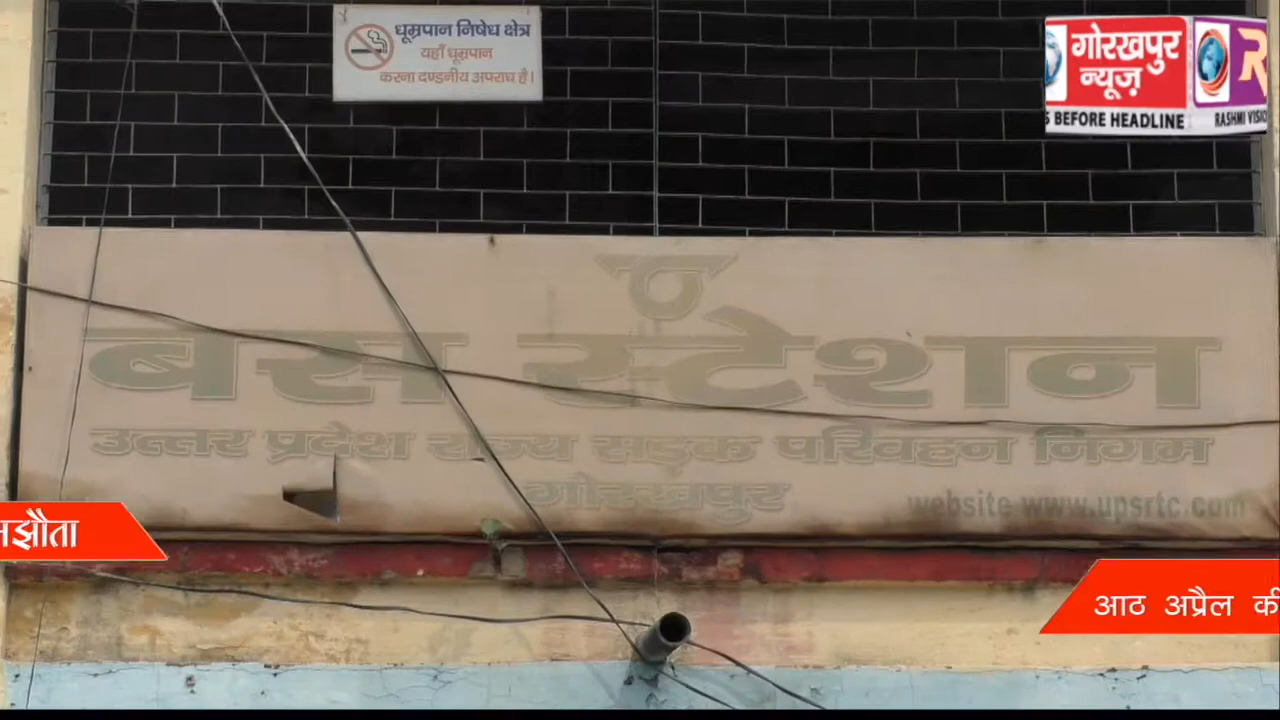 धूम्रपान निषेध क्षेत्र
यहाँ धूम्रपान
करना दण्डनीय अपराध है।
गोरखपुर
न्यूज़
BEFORE HEADLINE
R
RASHMI
बस स्टेशन
उत्तर प्रदेश राज्य सड़क परिवहन निगम
गोरखपुर
website-www.upsrtc.com
आठ अप्रैल की